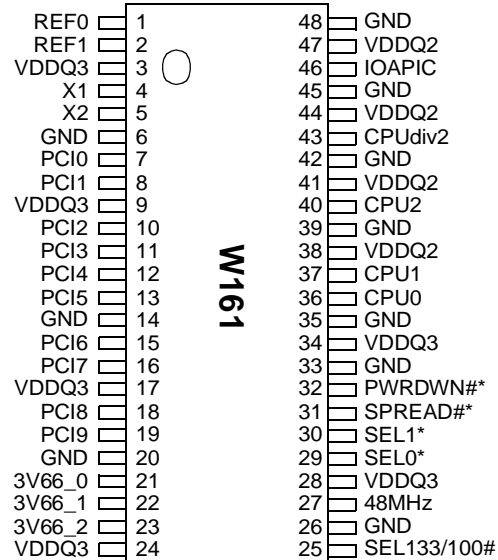 REF0 1 48 GND
REF1 2 47 VDDQ2
VDDQ3 3 46 IOAPIC
X1 4 45 GND
X2 5 44 VDDQ2
GND 6 43 CPUdiv2
PCI0 7 42 GND
PCI1 8 41 VDDQ2
VDDQ3 9 40 CPU2
PCI2 10 39 GND
PCI3 11 38 VDDQ2
PCI4 12 37 CPU1
PCI5 13 36 CPU0
GND 14 35 GND
PCI6 15 34 VDDQ3
PCI7 16 33 GND
VDDQ3 17 32 PWRDWN#*
PCI8 18 31 SPREAD#*
PCI9 19 30 SEL1*
GND 20 29 SEL0*
3V66_0 21 28 VDDQ3
3V66_1 22 27 48MHz
3V66_2 23 26 GND
VDDQ3 24 25 SEL133/100#
W161